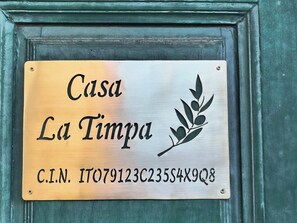 Casa
La Timpa
C.I.N. IT079123C235S4X9Q8